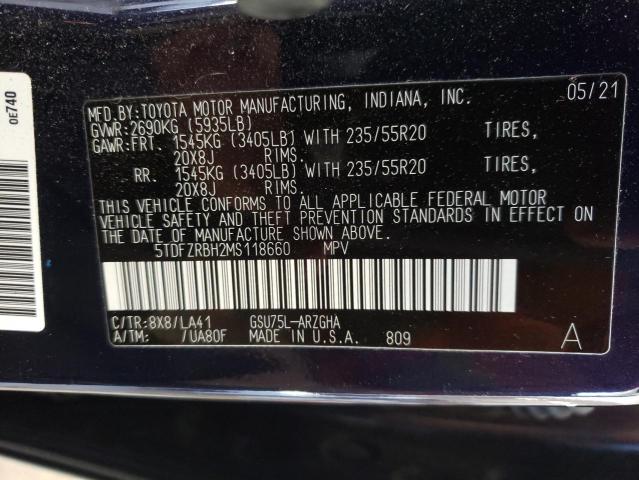 OE740
MFD.BY:TOYOTA MOTOR MANUFACTURING, INDIANA, INC. 05/21
GVWR:2690KG (5935LB)
GAWR:FRT. 1545KG (3405LB) WITH 235/55R20 TIRES,
20X8J RIMS.
RR. 1545KG (3405LB) WITH 235/55R20 TIRES,
20X8J RIMS.
THIS VEHICLE CONFORMS TO ALL APPLICABLE FEDERAL MOTOR
VEHICLE SAFETY AND THEFT PREVENTION STANDARDS IN EFFECT ON
THE DATE OF MANUFACTURE SHOWN ABOVE.
5TDFZRBH2MS118660 MPV
C/TR:8X8/LA41 GSU75L-ARZGHA
A/TM: /UA80F MADE IN U.S.A. 809 A